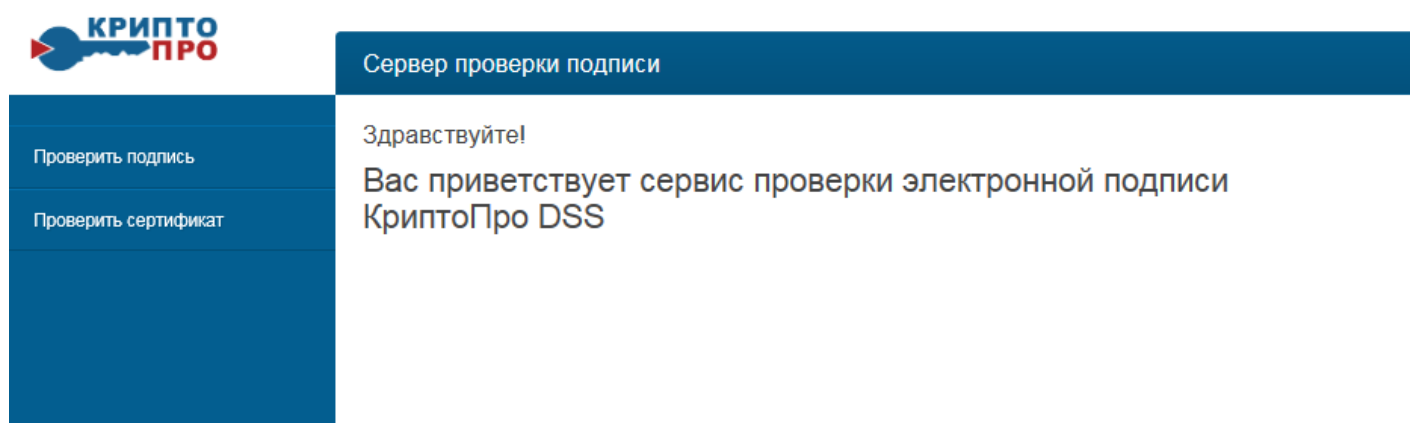 КРИПТО
ПРО
Сервер проверки подписи
Проверить подпись
Проверить сертификат
Здравствуйте!
Вас приветствует сервис проверки электронной подписи
КриптоПро DSS